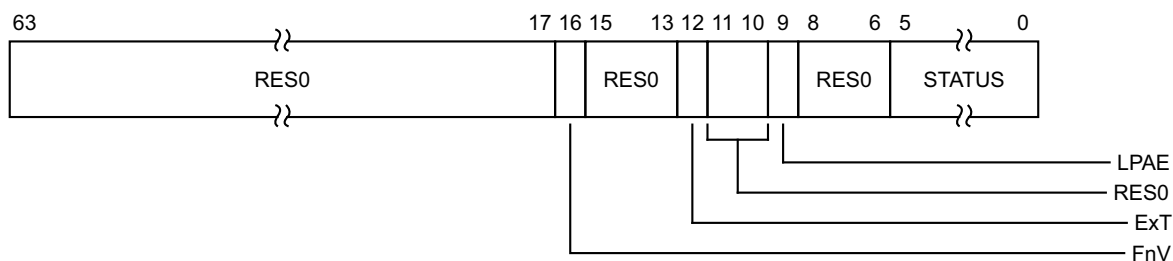 63 17 16 15 13 12 11 10 9 8 6 5 0
RES0 RES0 RES0 STATUS
LPAE
RES0
ExT
FnV